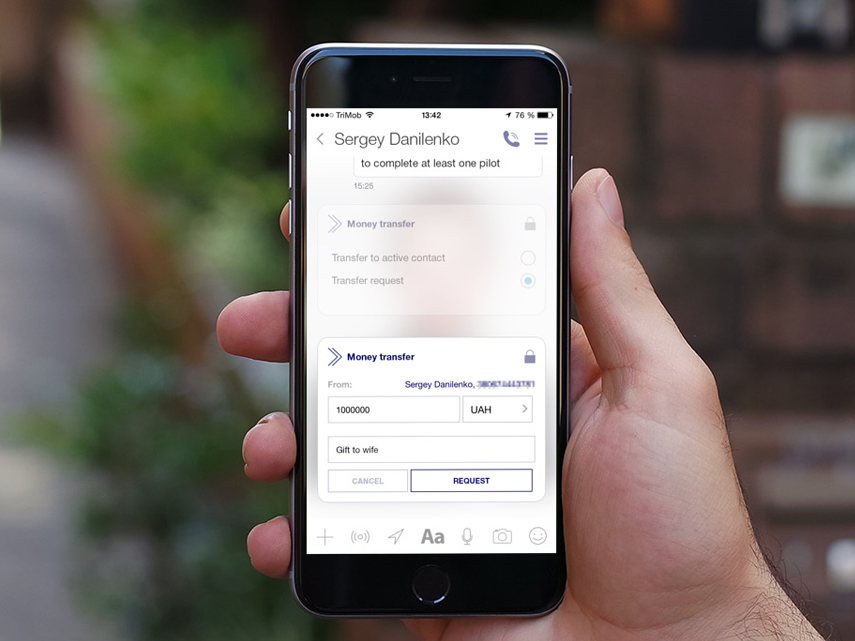 TriMob 13:42 76 %
Sergey Danilenko
to complete at least one pilot
15:25
Money transfer
Transfer to active contact
Transfer request
Money transfer
From: Sergey Danilenko,
1000000 UAH
Gift to wife
CANCEL REQUEST
Aa